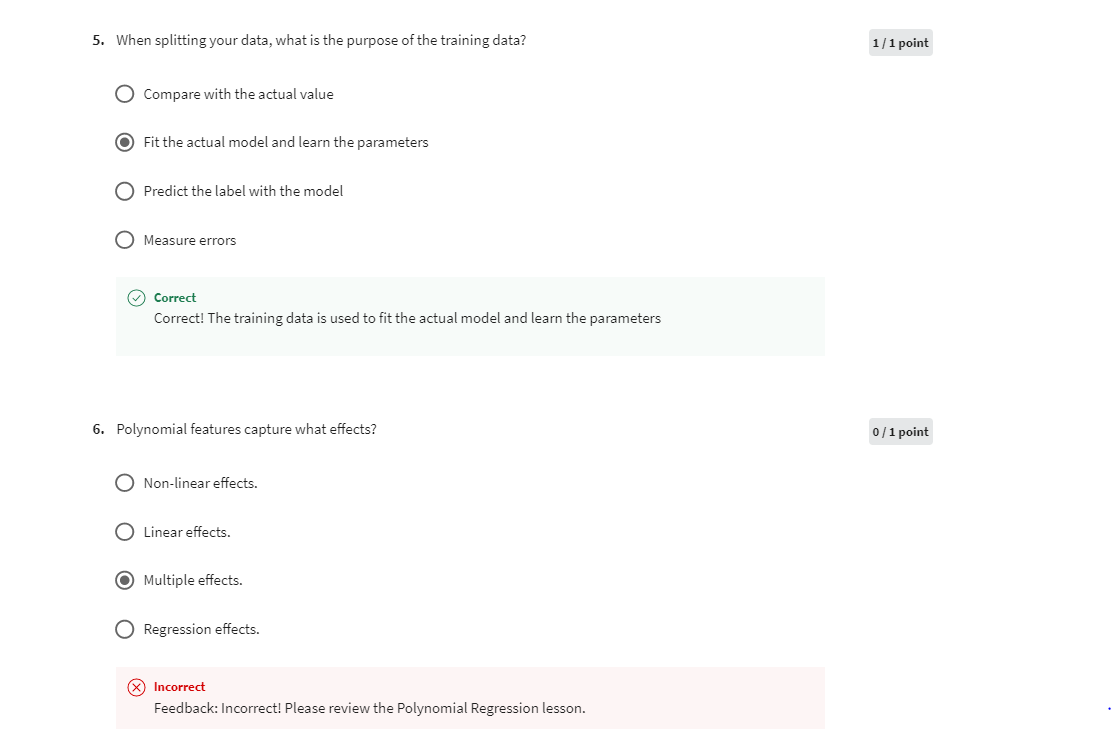 5. When splitting your data, what is the purpose of the training data?
1 / 1 point
Compare with the actual value
Fit the actual model and learn the parameters
Predict the label with the model
Measure errors
Correct
Correct! The training data is used to fit the actual model and learn the parameters
6. Polynomial features capture what effects?
0 / 1 point
Non-linear effects.
Linear effects.
Multiple effects.
Regression effects.
Incorrect
Feedback: Incorrect! Please review the Polynomial Regression lesson.